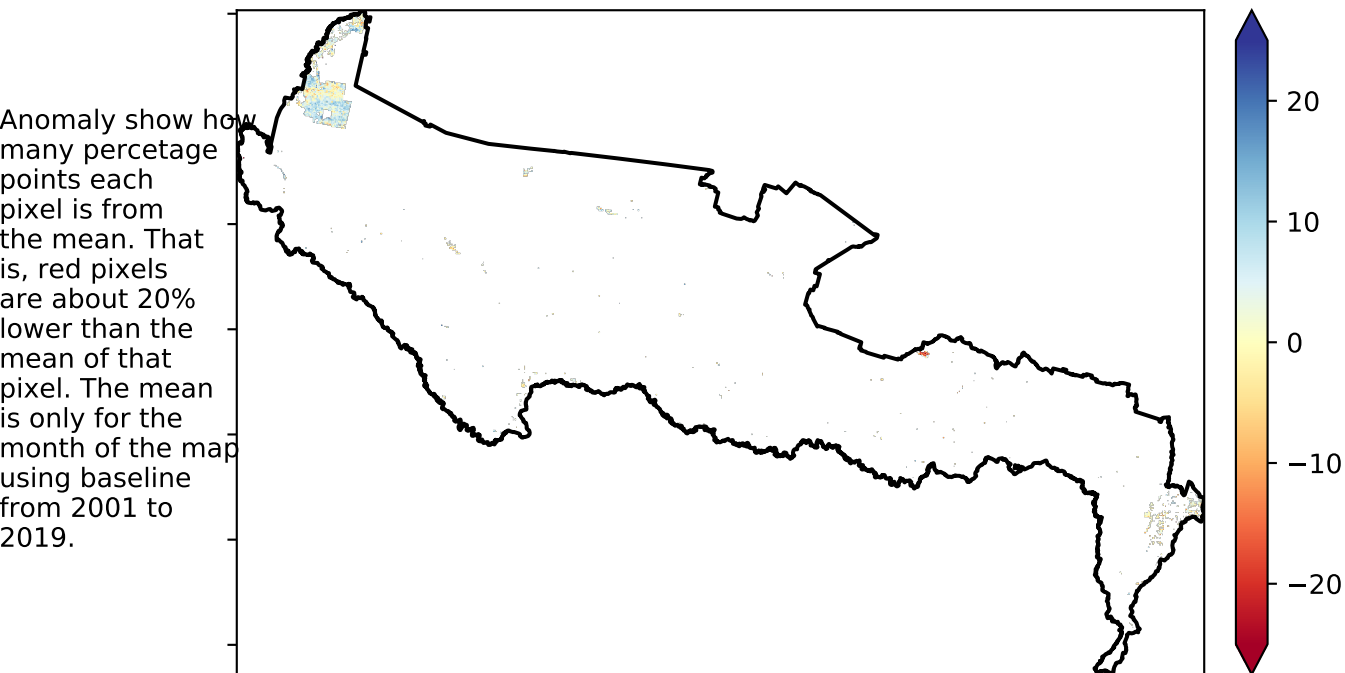 Anomaly show how
many percetage
points each
pixel is from
the mean. That
is, red pixels
are about 20%
lower than the
mean of that
pixel. The mean
is only for the
month of the map
using baseline
from 2001 to
2019.
20
10
0
−10
−20